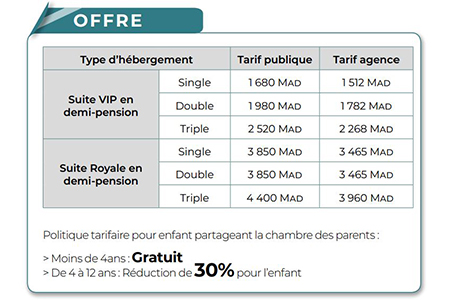 OFFRE
Type d'hébergement Tarif publique Tarif agence
Suite VIP en demi-pension
Single 1 680 MAD 1 512 MAD
Double 1 980 MAD 1 782 MAD
Triple 2 520 MAD 2 268 MAD
Suite Royale en demi-pension
Single 3 850 MAD 3 465 MAD
Double 3 850 MAD 3 465 MAD
Triple 4 400 MAD 3 960 MAD
Politique tarifaire pour enfant partageant la chambre des parents :
> Moins de 4ans : Gratuit
> De 4 à 12 ans : Réduction de 30% pour l'enfant